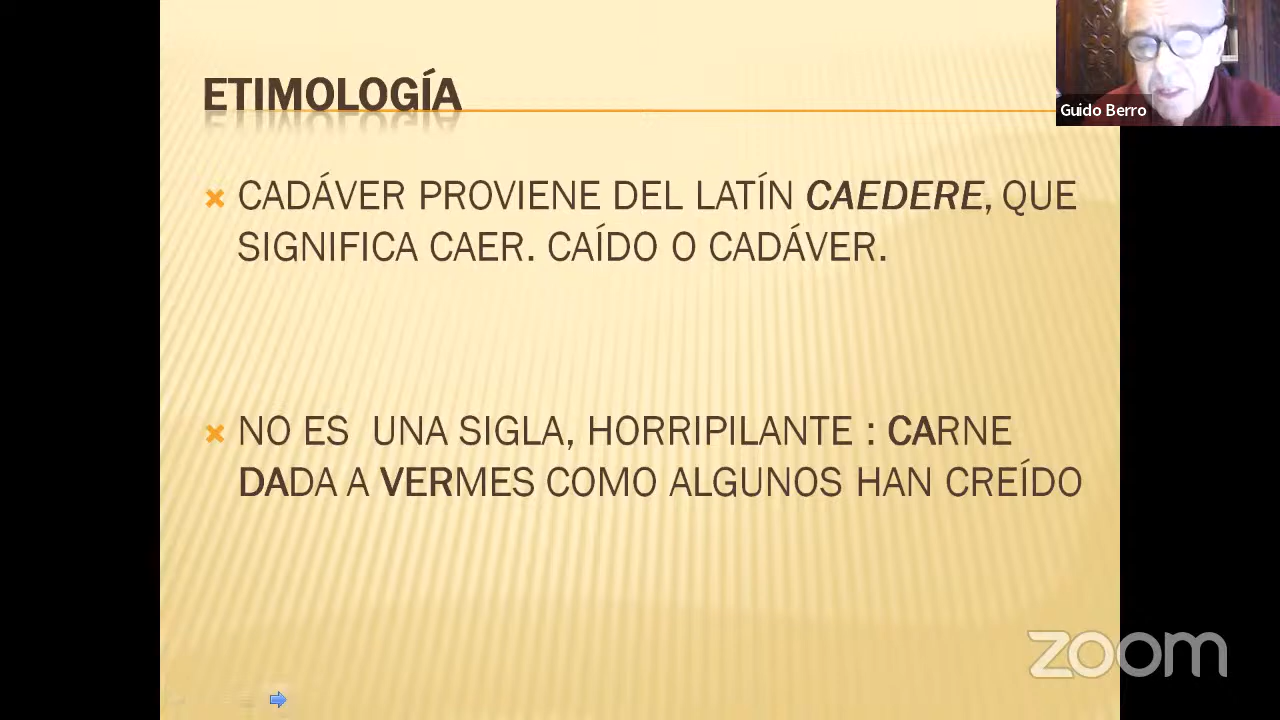 ETIMOLOGÍA
CADÁVER PROVIENE DEL LATÍN CAEDERE, QUE
SIGNIFICA CAER. CAÍDO O CADÁVER.
NO ES UNA SIGLA, HORRIPILANTE : CARNE
DADA A VERMES COMO ALGUNOS HAN CREÍDO
Guido Berro
zoom